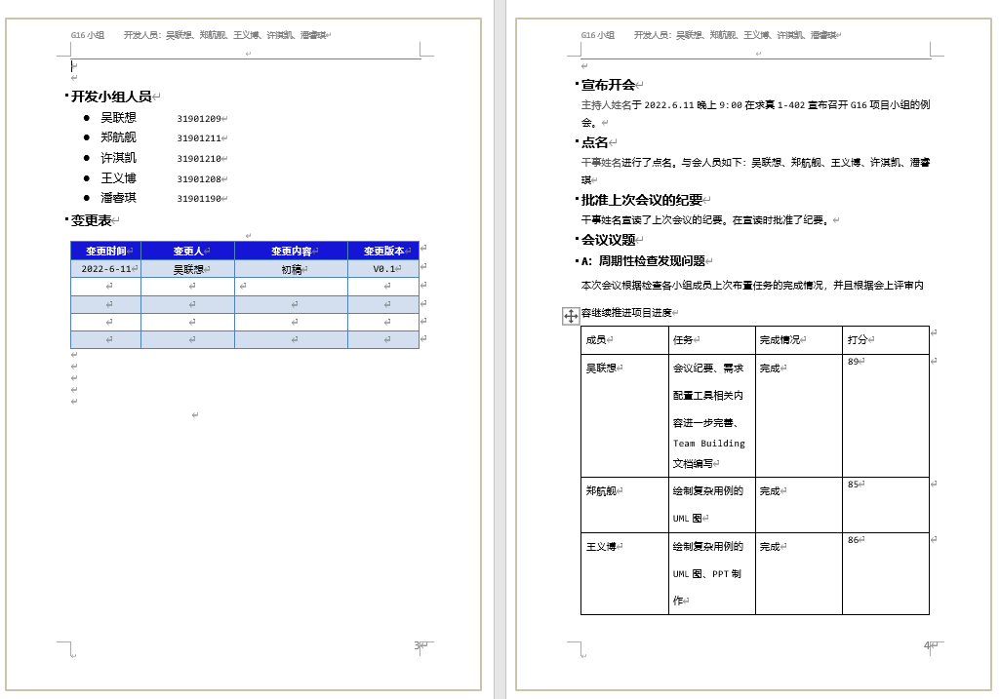 G16 小组 开发人员：吴联想、郑航舰、王义博、许淇凯、潘睿琪
开发小组人员
● 吴联想 31901209
● 郑航舰 31901211
● 许淇凯 31901210
● 王义博 31901208
● 潘睿琪 31901190
变更表
变更时间 变更人 变更内容 变更版本
2022-6-11 吴联想 初稿 V0.1
3
G16 小组 开发人员：吴联想、郑航舰、王义博、许淇凯、潘睿琪
宣布开会
主持人姓名于 2022.6.11 晚上 9:00 在求真 1-402 宣布召开 G16 项目小组的例
会。
点名
干事姓名进行了点名。与会人员如下：吴联想、郑航舰、王义博、许淇凯、潘睿
琪
批准上次会议的纪要
干事姓名宣读了上次会议的纪要。在宣读时批准了纪要。
会议议题
A：周期性检查发现问题
本次会议根据检查各小组成员上次布置任务的完成情况，并且根据会上评审内
容继续推进项目进度
成员 任务 完成情况 打分
吴联想 会议纪要、需求 完成 89
配置工具相关内
容进一步完善、
Team Building
文档编写
郑航舰 绘制复杂用例的 完成 85
UML 图
王义博 绘制复杂用例的 完成 86
UML 图、PPT 制
作
4